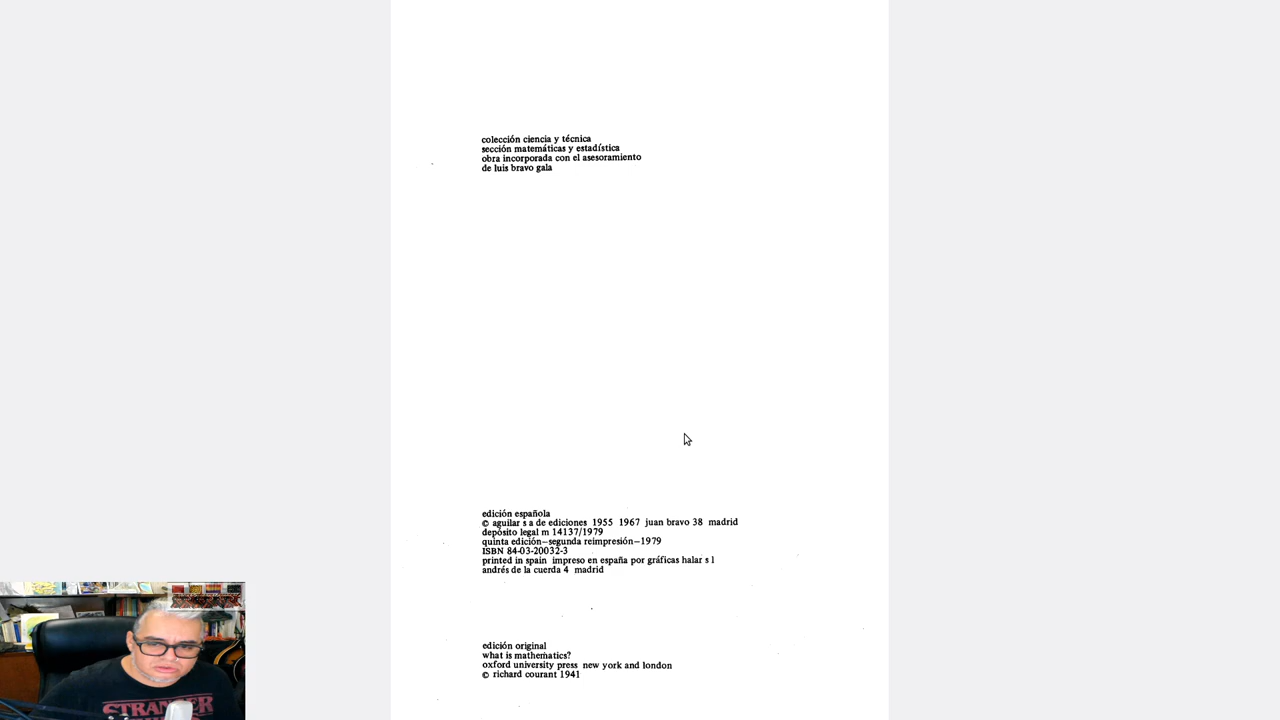 colección ciencia y técnica
sección matemáticas y estadística
obra incorporada con el asesoramiento
de luis bravo gala
edición española
© aguilar s a de ediciones 1955 1967 juan bravo 38 madrid
depósito legal m 14137/1979
quinta edición—segunda reimpresión—1979
ISBN 84-03-20032-3
printed in spain impreso en españa por gráficas halar s l
andrés de la cuerda 4 madrid
edición original
what is mathematics?
oxford university press new york and london
© richard courant 1941
STRANGER